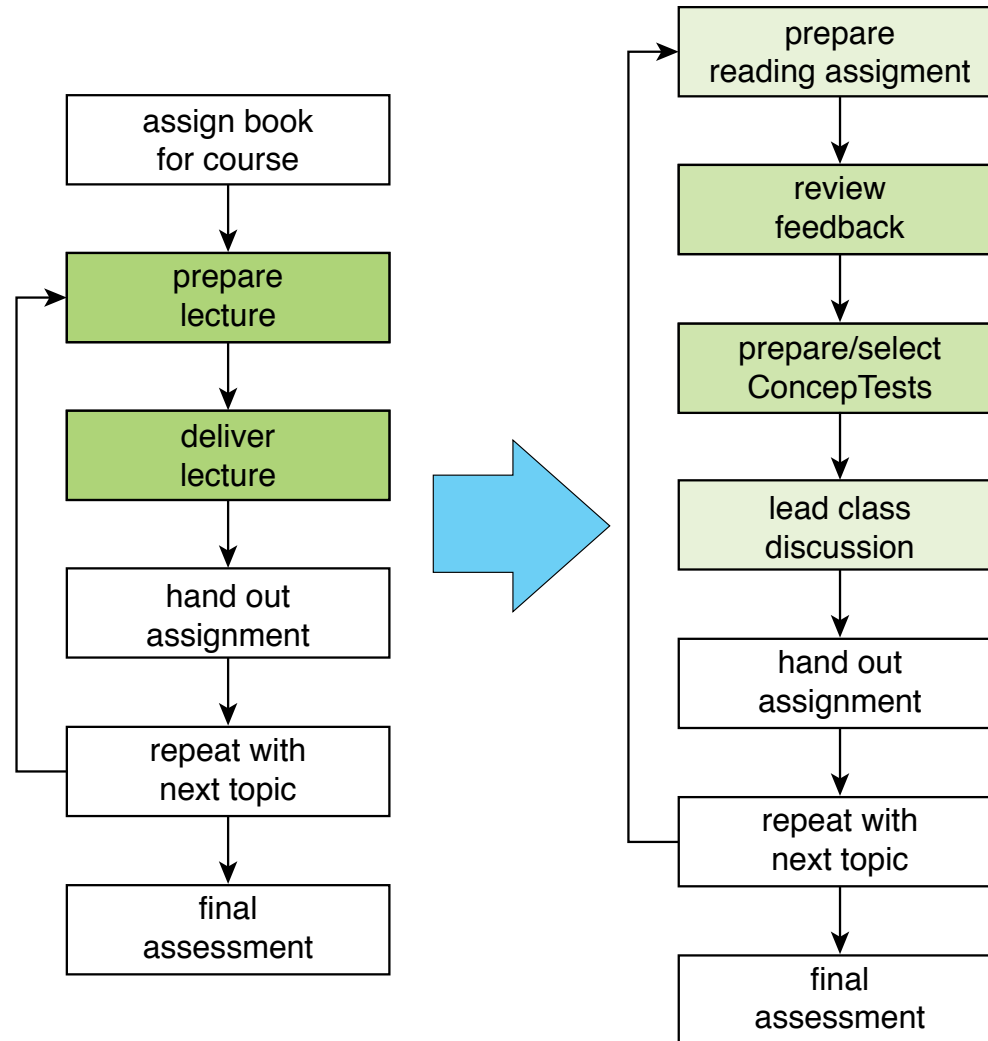 assign book
for course
prepare
lecture
deliver
lecture
hand out
assignment
repeat with
next topic
final
assessment
prepare
reading assigment
review
feedback
prepare/select
ConcepTests
lead class
discussion
hand out
assignment
repeat with
next topic
final
assessment